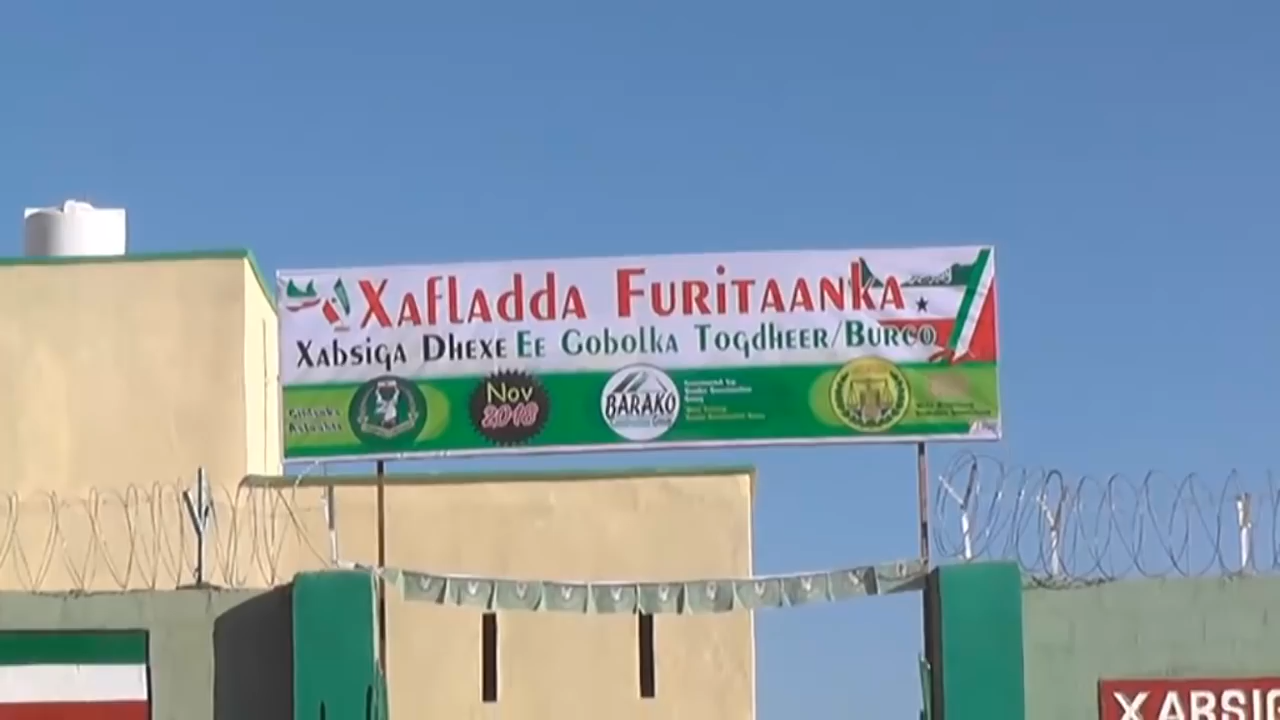 Xafladda Furitaanka
Xabsiga Dhexe Ee Gobolka Togdheer/Burco
Nov
2018
BARAKO
XABSIG